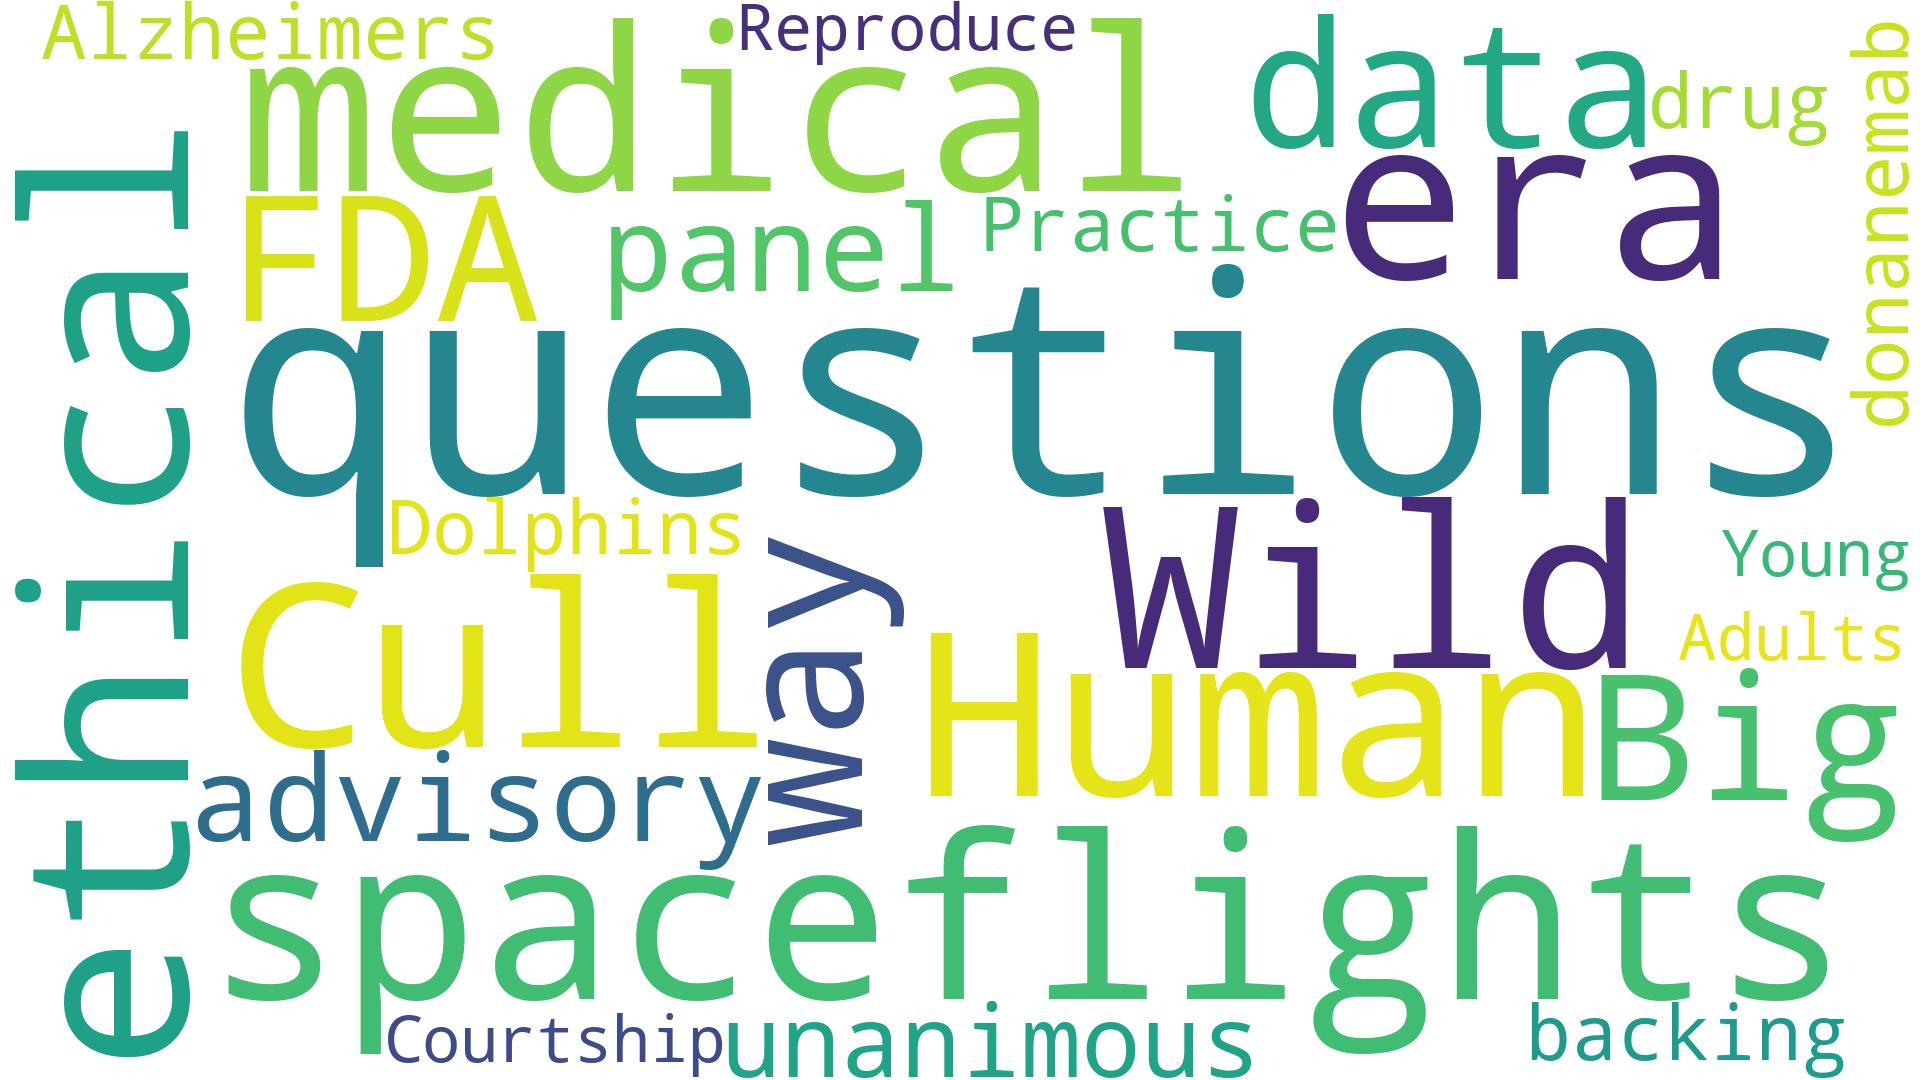 Alzheimers
Reproduce
medical
data
drug
donanemab
ethical
FDA
panel
Practice
era
questions
Dolphins
Wild
Young
Cull
way
Human
Adults
Big
advisory
spaceflights
Courtship
unanimous
backing